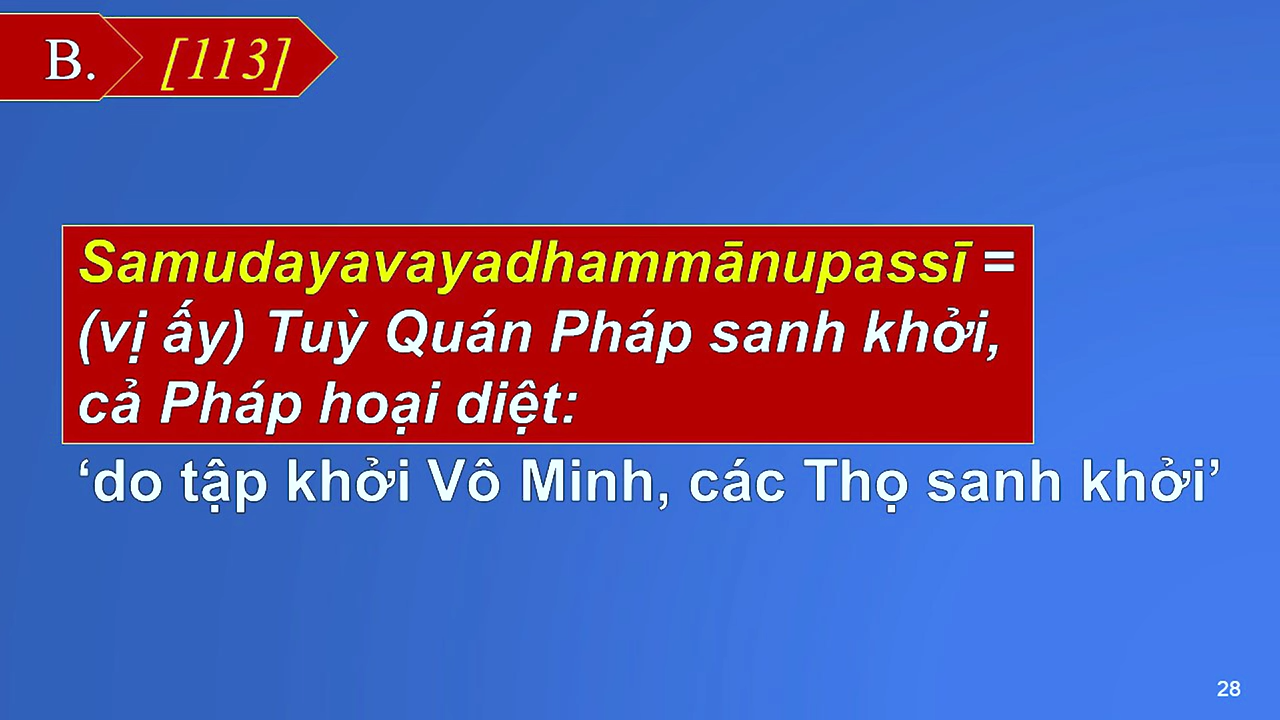 B. [113]
Samudayavayadhammānupassī =
(vị ấy) Tuỳ Quán Pháp sanh khởi,
cả Pháp hoại diệt:
‘do tập khởi Vô Minh, các Thọ sanh khởi’
28